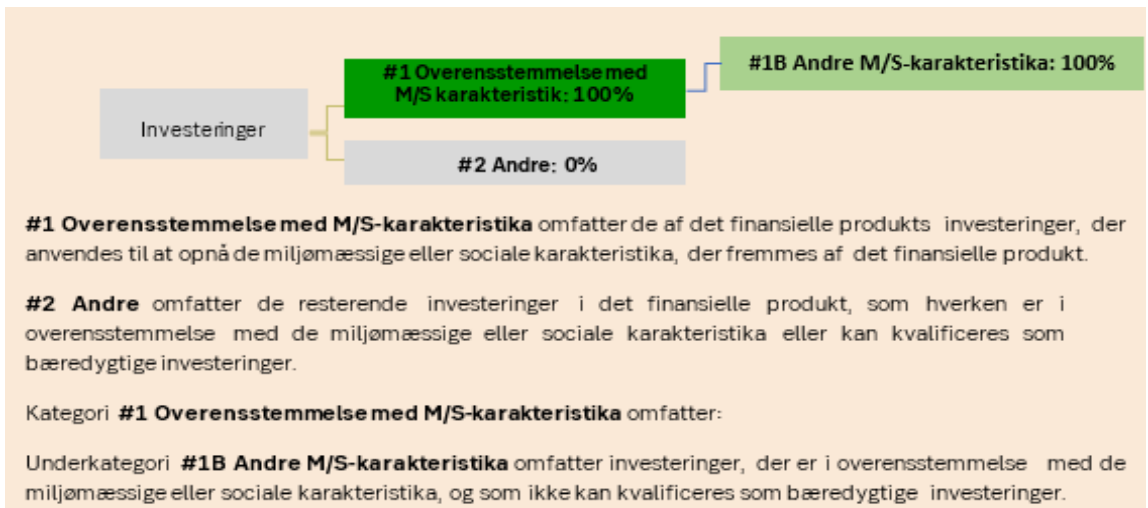 #1 Overensstemmelse med
M/S karakteristik: 100%
#1B Andre M/S-karakteristika: 100%
Investeringer
#2 Andre: 0%
#1 Overensstemmelse med M/S-karakteristika omfatter de af det finansielle produkts investeringer, der
anvendes til at opnå de miljømæssige eller sociale karakteristika, der fremmes af det finansielle produkt.
#2 Andre omfatter de resterende investeringer i det finansielle produkt, som hverken er i
overensstemmelse med de miljømæssige eller sociale karakteristika eller kan kvalificeres som
bæredygtige investeringer.
Kategori #1 Overensstemmelse med M/S-karakteristika omfatter:
Underkategori #1B Andre M/S-karakteristika omfatter investeringer, der er i overensstemmelse med de
miljømæssige eller sociale karakteristika, og som ikke kan kvalificeres som bæredygtige investeringer.